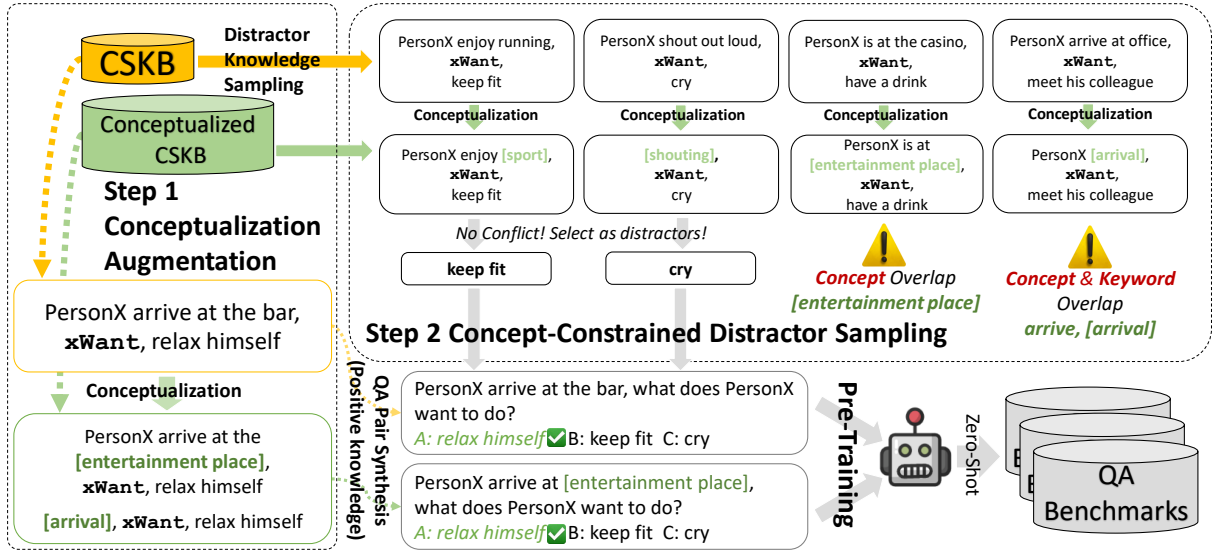 CSKB
Conceptualized
CSKB
Step 1
Conceptualization
Augmentation
PersonX arrive at the bar,
xWant, relax himself
Conceptualization
PersonX arrive at the
[entertainment place],
xWant, relax himself
[arrival], xWant, relax himself
Distractor
Knowledge
Sampling
PersonX enjoy running,
xWant,
keep fit
PersonX shout out loud,
xWant,
cry
PersonX is at the casino,
xWant,
have a drink
PersonX arrive at office,
xWant,
meet his colleague
Conceptualization
Conceptualization
Conceptualization
Conceptualization
PersonX enjoy [sport],
xWant,
keep fit
[shouting],
xWant,
cry
PersonX is at
[entertainment place],
xWant,
have a drink
PersonX [arrival],
xWant,
meet his colleague
No Conflict! Select as distractors!
keep fit
cry
Concept Overlap
[entertainment place]
Concept & Keyword
Overlap
arrive, [arrival]
Step 2 Concept-Constrained Distractor Sampling
QA Pair Synthesis
(Positive knowledge)
PersonX arrive at the bar, what does PersonX
want to do?
A: relax himself ✅ B: keep fit C: cry
PersonX arrive at [entertainment place],
what does PersonX want to do?
A: relax himself ✅ B: keep fit C: cry
Pre-Training
Zero-Shot
QA
Benchmarks